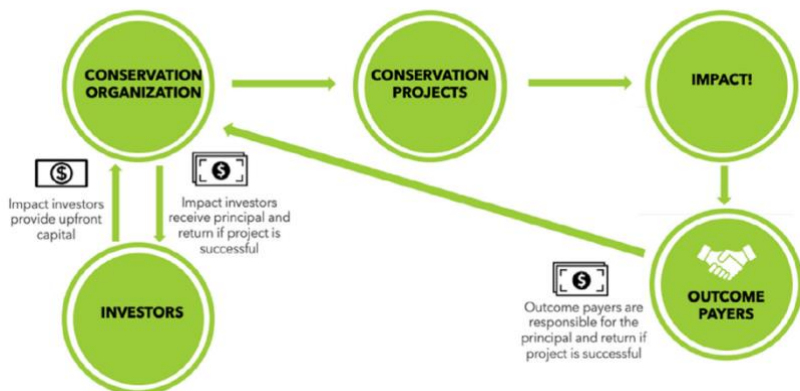 CONSERVATION
ORGANIZATION
CONSERVATION
PROJECTS
IMPACT!
Impact investors
provide upfront
capital
Impact investors
receive principal and
return if project is
successful
INVESTORS
Outcome payers are
responsible for the
principal and return if
project is successful
OUTCOME
PAYERS